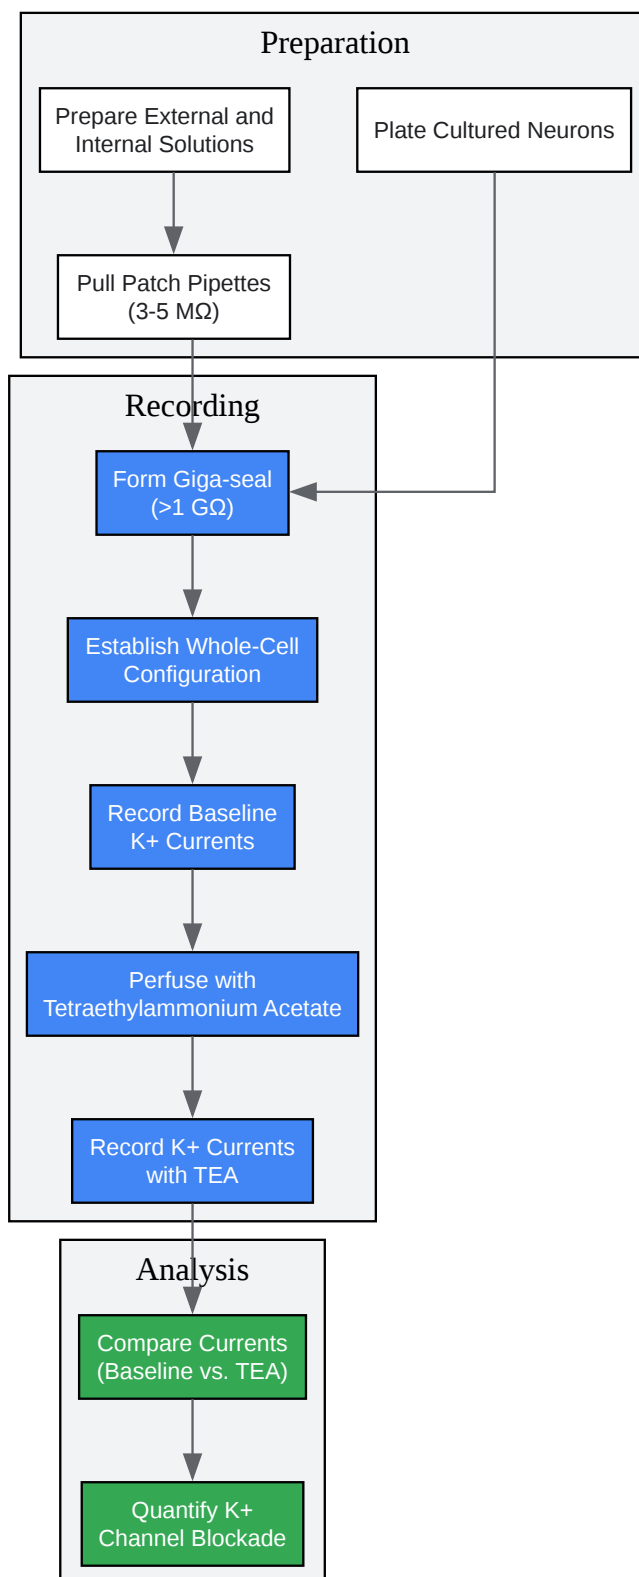 Preparation
Prepare External and
Internal Solutions
Plate Cultured Neurons
Pull Patch Pipettes
(3-5 MΩ)
Recording
Form Giga-seal
(>1 GΩ)
Establish Whole-Cell
Configuration
Record Baseline
K+ Currents
Perfuse with
Tetraethylammonium Acetate
Record K+ Currents
with TEA
Analysis
Compare Currents
(Baseline vs. TEA)
Quantify K+
Channel Blockade